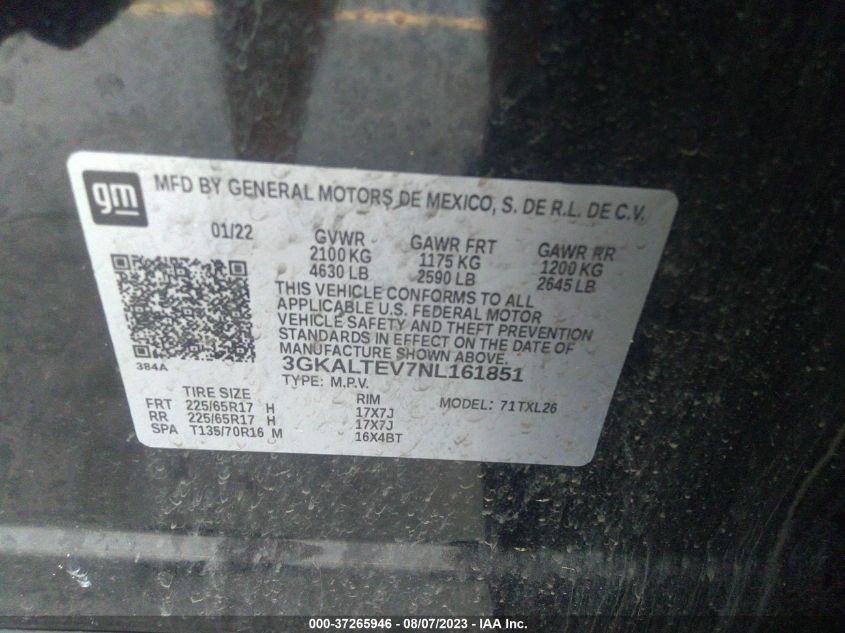 gm
MFD BY GENERAL MOTORS DE MEXICO, S. DE R.L. DE C.V.
01/22 GVWR GAWR FRT GAWR RR
2100 KG 1175 KG 1200 KG
4630 LB 2590 LB 2645 LB
THIS VEHICLE CONFORMS TO ALL
APPLICABLE U.S. FEDERAL MOTOR
VEHICLE SAFETY AND THEFT PREVENTION
STANDARDS IN EFFECT ON THE DATE OF
MANUFACTURE SHOWN ABOVE.
384A
3GKALTEV7NL161851
TYPE: M.P.V.
TIRE SIZE RIM MODEL: 71TXL26
FRT 225/65R17 H 17X7J
RR 225/65R17 H 17X7J
SPA T135/70R16 M 16X4BT
000-37265946 - 08/07/2023 - IAA Inc.